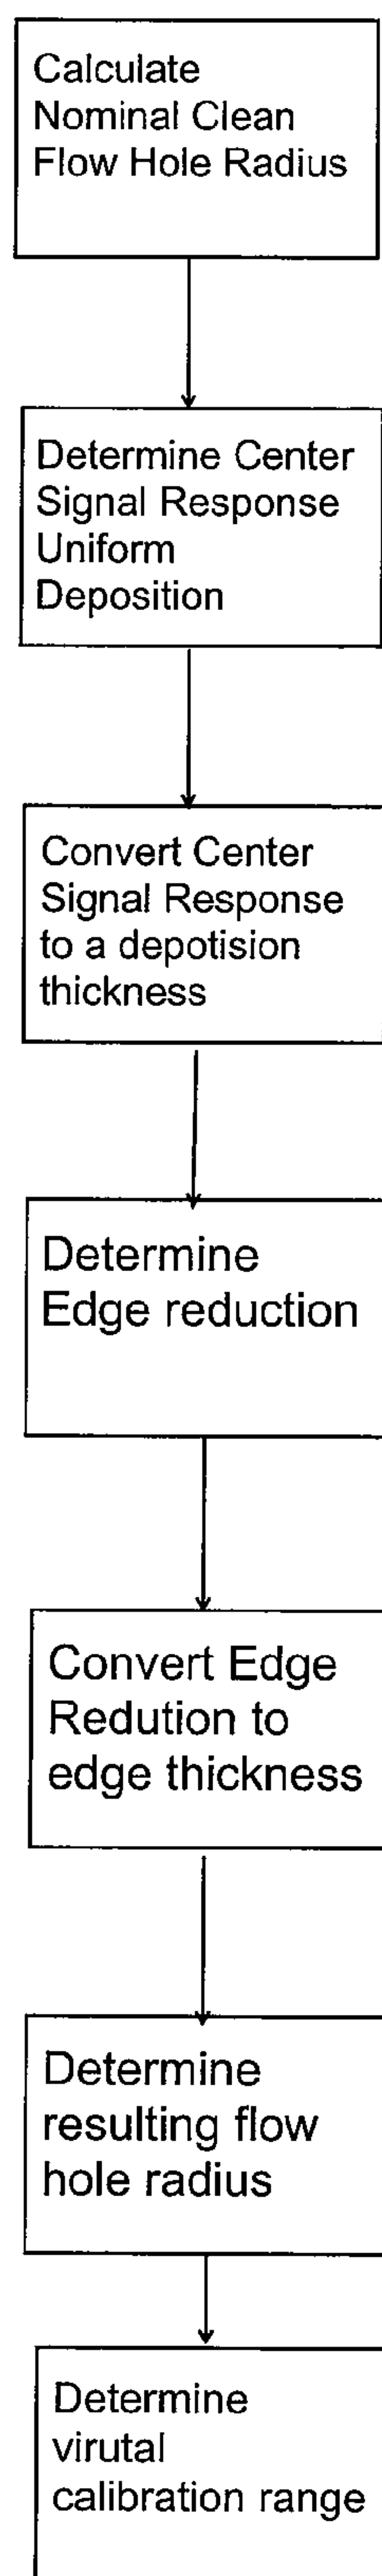 Calculate
Nominal Clean
Flow Hole Radius
Determine Center
Signal Response
Uniform
Deposition
Convert Center
Signal Response
to a depotision
thickness
Determine
Edge reduction
Convert Edge
Redution to
edge thickness
Determine
resulting flow
hole radius
Determine
virutal
calibration range